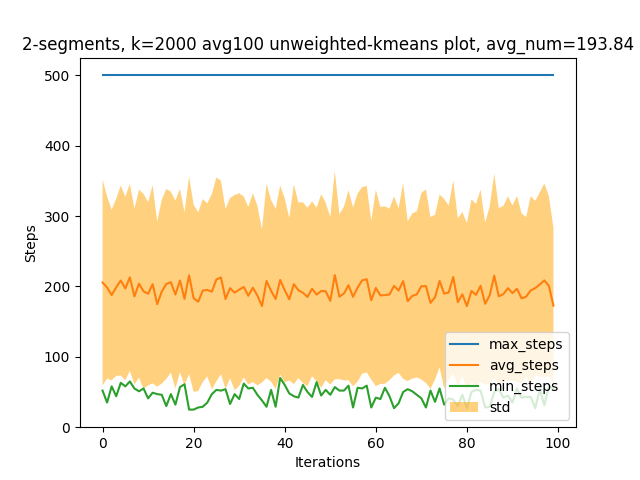 2-segments, k=2000 avg100 unweighted-kmeans plot, avg_num=193.84
500
400
300
200
100
0
Steps
0 20 40 60 80 100
Iterations
max_steps
avg_steps
min_steps
std